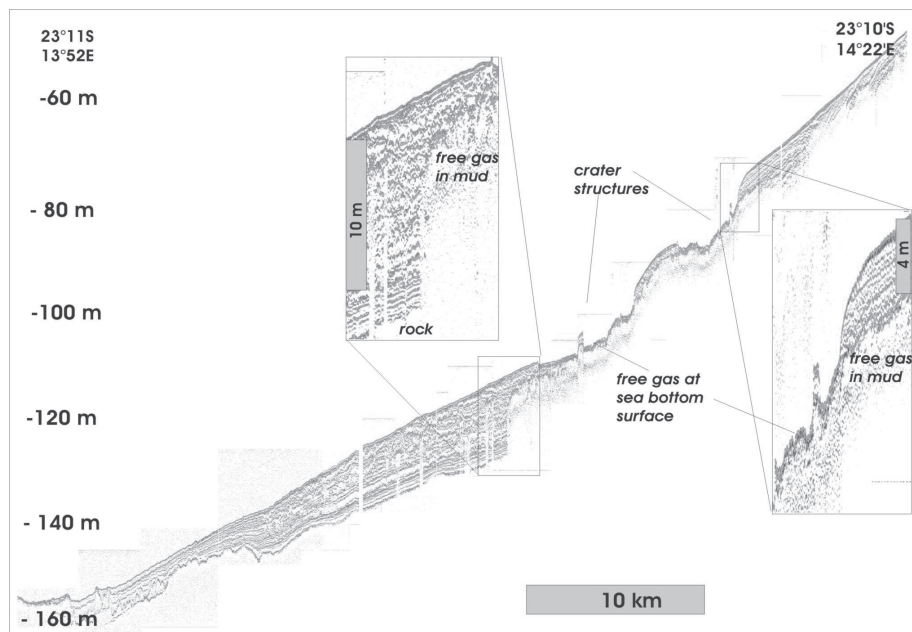 23°11S
13°52E
23°10'S
14°22'E
-60 m
- 80 m
-100 m
-120 m
- 140 m
- 160 m
free gas
in mud
10 m
rock
crater
structures
free gas at
sea bottom
surface
4 m
free gas
in mud
10 km